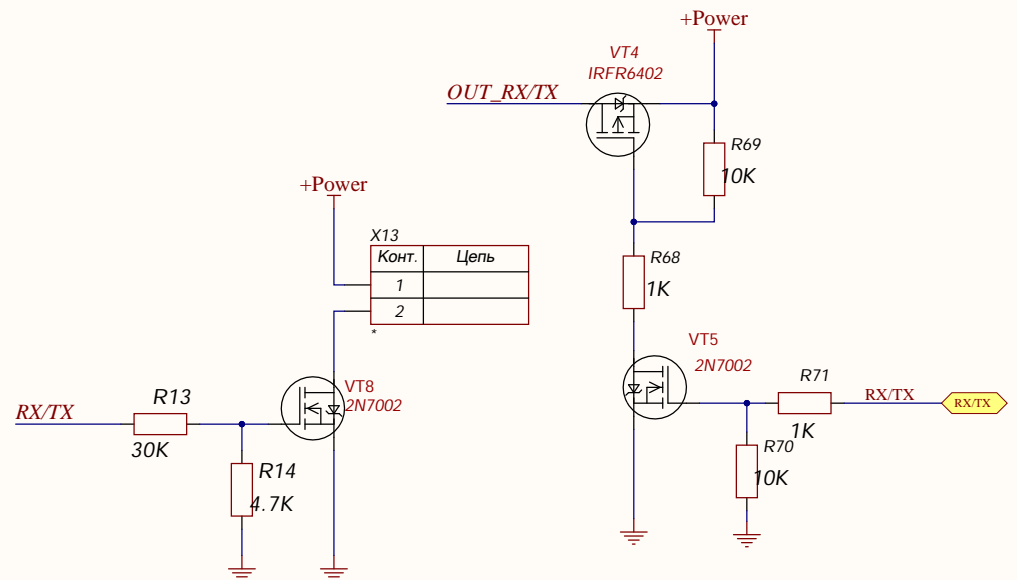 +Power
VT4
IRFR6402
OUT_RX/TX
R69
10K
+Power
X13
Конт. Цепь
1
2
*
R68
1K
VT5
2N7002
R71
RX/TX
RX/TX
1K
R70
10K
VT8
2N7002
R13
RX/TX
30K
R14
4.7K